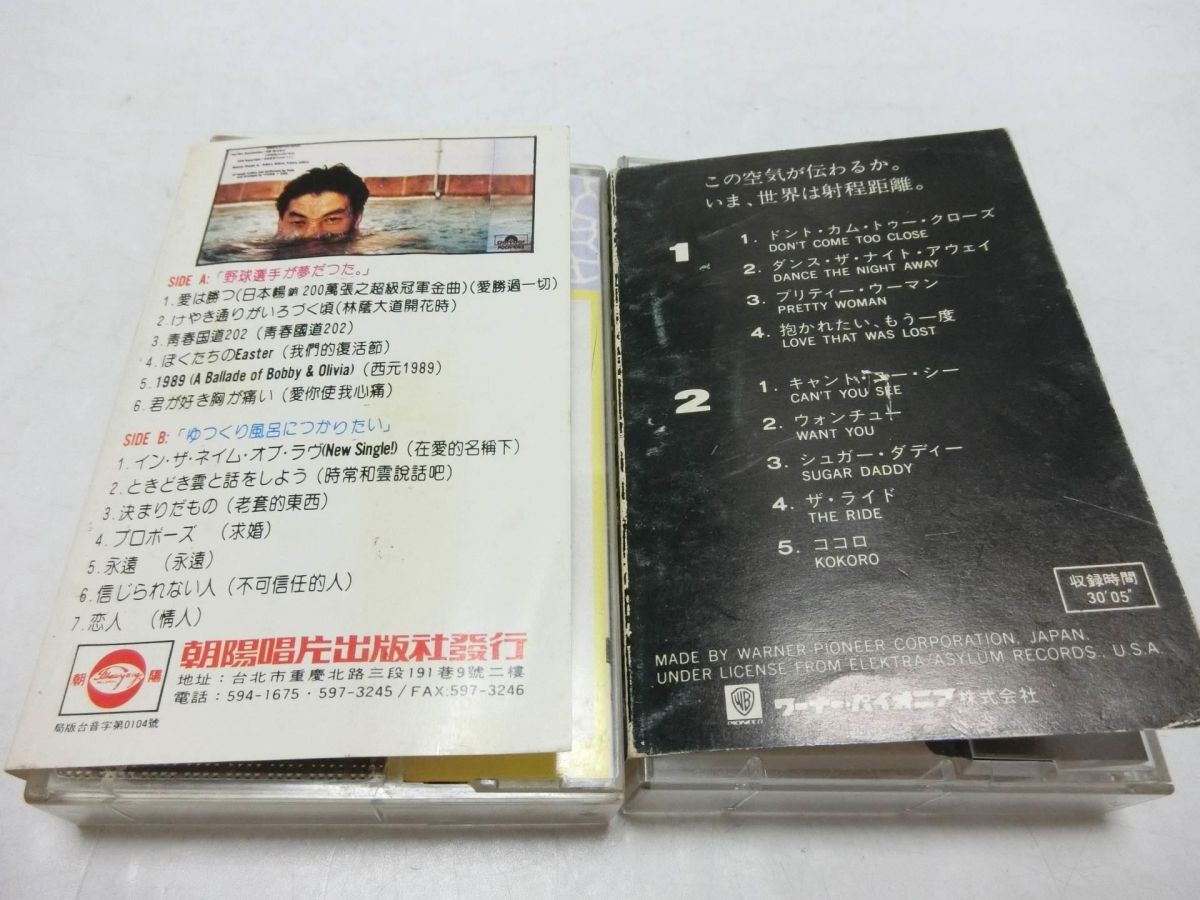 SIDE A:「野球選手が夢だつた。」
1.愛は勝つ(日本暢銷200萬張之超級冠軍金曲)(愛勝過一切)
2.けやき通りがいろづく頃(林蔭大道開花時)
3.青春国道202 (青春國道202)
4.ぼくたちのEaster (我們的復活節)
5.1989 (A Ballade of Bobby & Olivia) (西元1989)
6.君が好き胸が痛い (愛你使我心痛)
SIDE B:「ゆつくり風呂につかりたい」
1.イン・ザ・ネイム・オブ・ラヴ(New Single!) (在愛的名稱下)
2.ときどき雲と話をしよう (時常和雲說話吧)
3.決まりだもの (老套的東西)
4.プロポーズ (求婚)
5.永遠 (永遠)
6.信じられない人 (不可信任的人)
7.恋人 (情人)
朝陽
朝陽唱片出版社發行
地址:台北市重慶北路三段191巷9號二樓
電話:594-1675・597-3245/FAX:597-3246
局版台音字第0104號
この空気が伝わるか。
いま、世界は射程距離。
1
1. ドント・カム・トゥー・クローズ
DON'T COME TOO CLOSE
2. ダンス・ザ・ナイト・アウェイ
DANCE THE NIGHT AWAY
3. プリティー・ウーマン
PRETTY WOMAN
4. 抱かれたい、もう一度
LOVE THAT WAS LOST
2
1. キャント・ユー・シー
CAN'T YOU SEE
2. ウォンチュー
WANT YOU
3. シュガー・ダディー
SUGAR DADDY
4. ザ・ライド
THE RIDE
5. ココロ
KOKORO
収録時間
30'05"
MADE BY WARNER-PIONEER CORPORATION, JAPAN.
UNDER LICENSE FROM ELEKTRA/ASYLUM RECORDS., U.S.A.
PIONEER
ワーナー・パイオニア株式会社